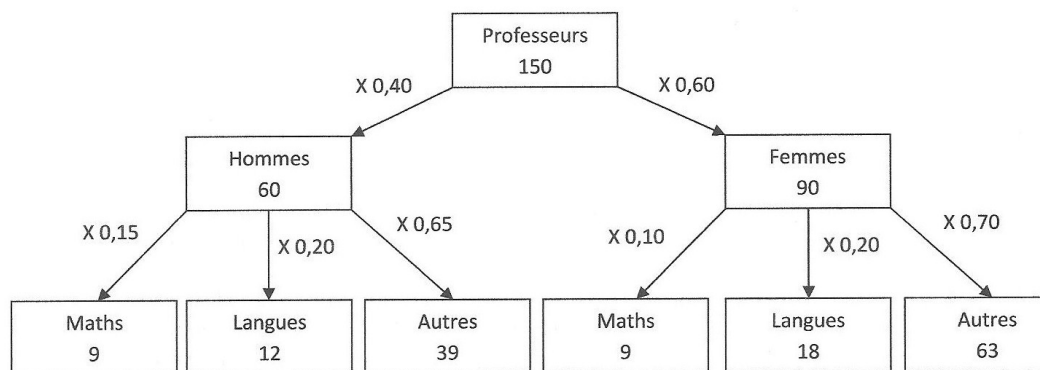 Professeurs
150
X 0,40
X 0,60
Hommes
60
Femmes
90
X 0,15
X 0,20
X 0,65
X 0,10
X 0,20
X 0,70
Maths
9
Langues
12
Autres
39
Maths
9
Langues
18
Autres
63